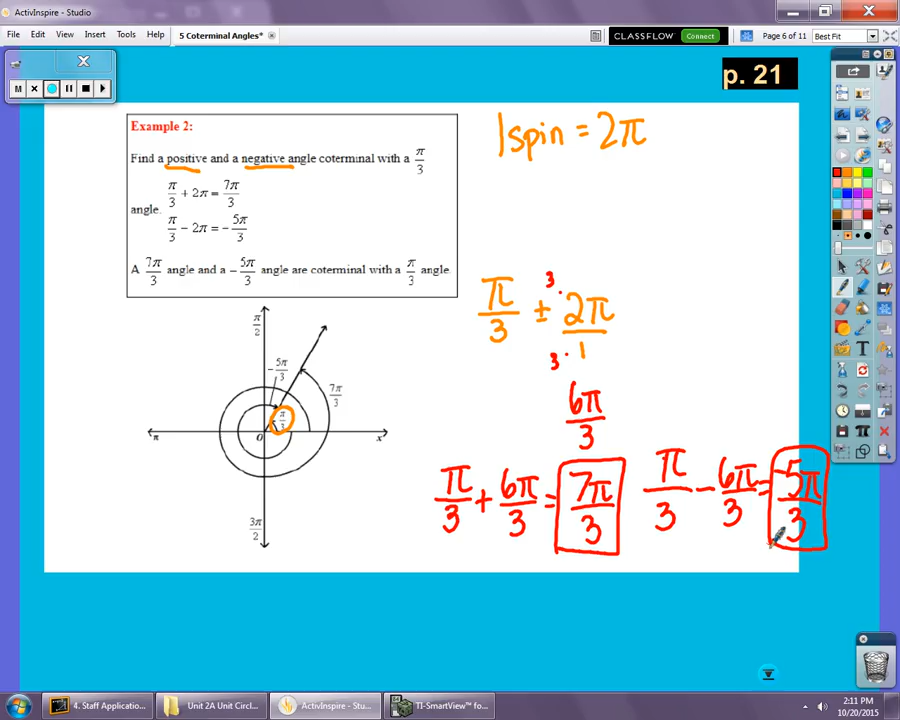 ActivInspire - Studio
File Edit View Insert Tools Help
5 Coterminal Angles*
CLASSFLOW Connect
Page 6 of 11
Best Fit
p. 21
M
Example 2:
Find a positive and a negative angle coterminal with a π/3
π/3 + 2π = 7π/3
angle.
π/3 − 2π = −5π/3
A 7π/3 angle and a −5π/3 angle are coterminal with a π/3 angle.
1 spin = 2π
π/3 ± 2π/1
3·
3·
6π/3
π/3 + 6π/3 = 7π/3
π/3 − 6π/3 = -5π/3
π/2
−5π/3
7π/3
π/3
π
O
x
3π/2
T
4. Staff Applicatio...
Unit 2A Unit Circl...
ActivInspire - Stu...
TI-SmartView™ fo...
2:11 PM
10/20/2015